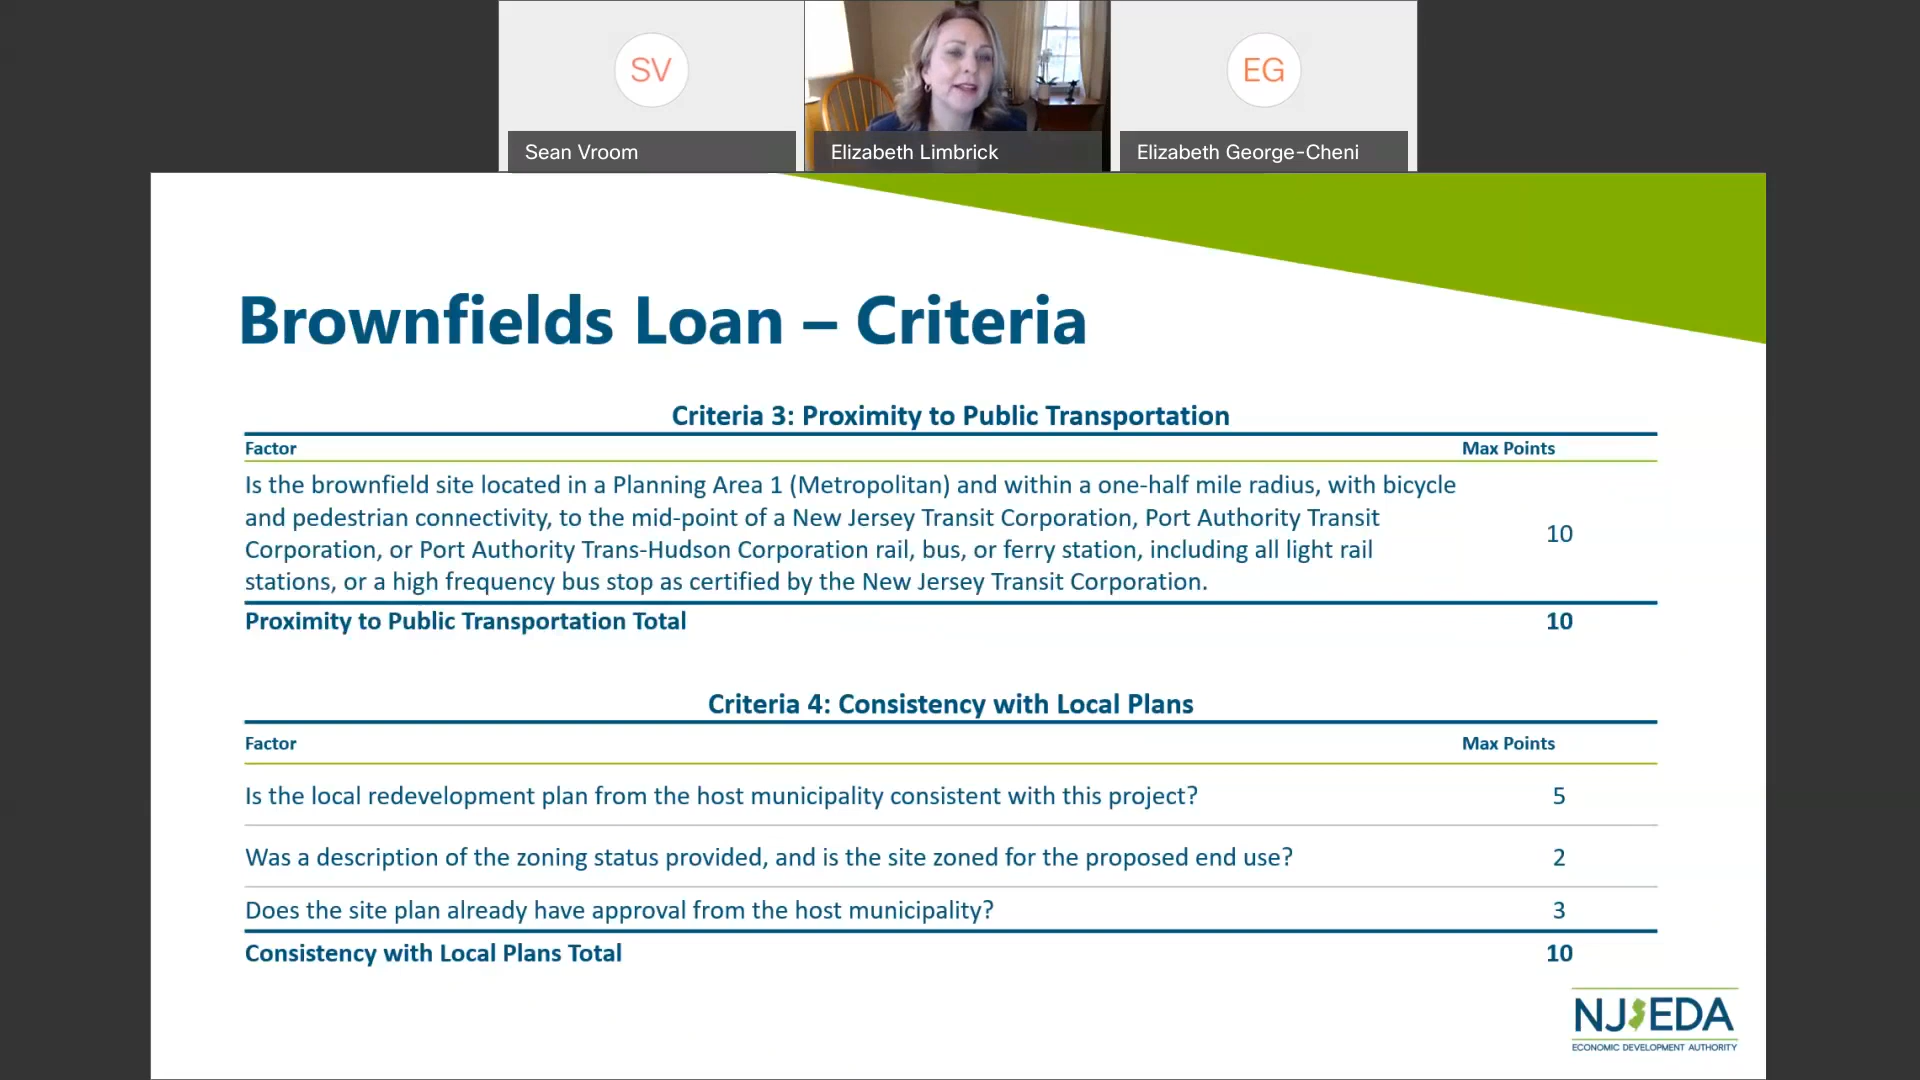 SV
EG
Sean Vroom
Elizabeth Limbrick
Elizabeth George-Cheni
Brownfields Loan – Criteria
Criteria 3: Proximity to Public Transportation
Factor Max Points
Is the brownfield site located in a Planning Area 1 (Metropolitan) and within a one-half mile radius, with bicycle
and pedestrian connectivity, to the mid-point of a New Jersey Transit Corporation, Port Authority Transit
Corporation, or Port Authority Trans-Hudson Corporation rail, bus, or ferry station, including all light rail
stations, or a high frequency bus stop as certified by the New Jersey Transit Corporation.
10
Proximity to Public Transportation Total 10
Criteria 4: Consistency with Local Plans
Factor Max Points
Is the local redevelopment plan from the host municipality consistent with this project? 5
Was a description of the zoning status provided, and is the site zoned for the proposed end use? 2
Does the site plan already have approval from the host municipality? 3
Consistency with Local Plans Total 10
NJEDA
ECONOMIC DEVELOPMENT AUTHORITY